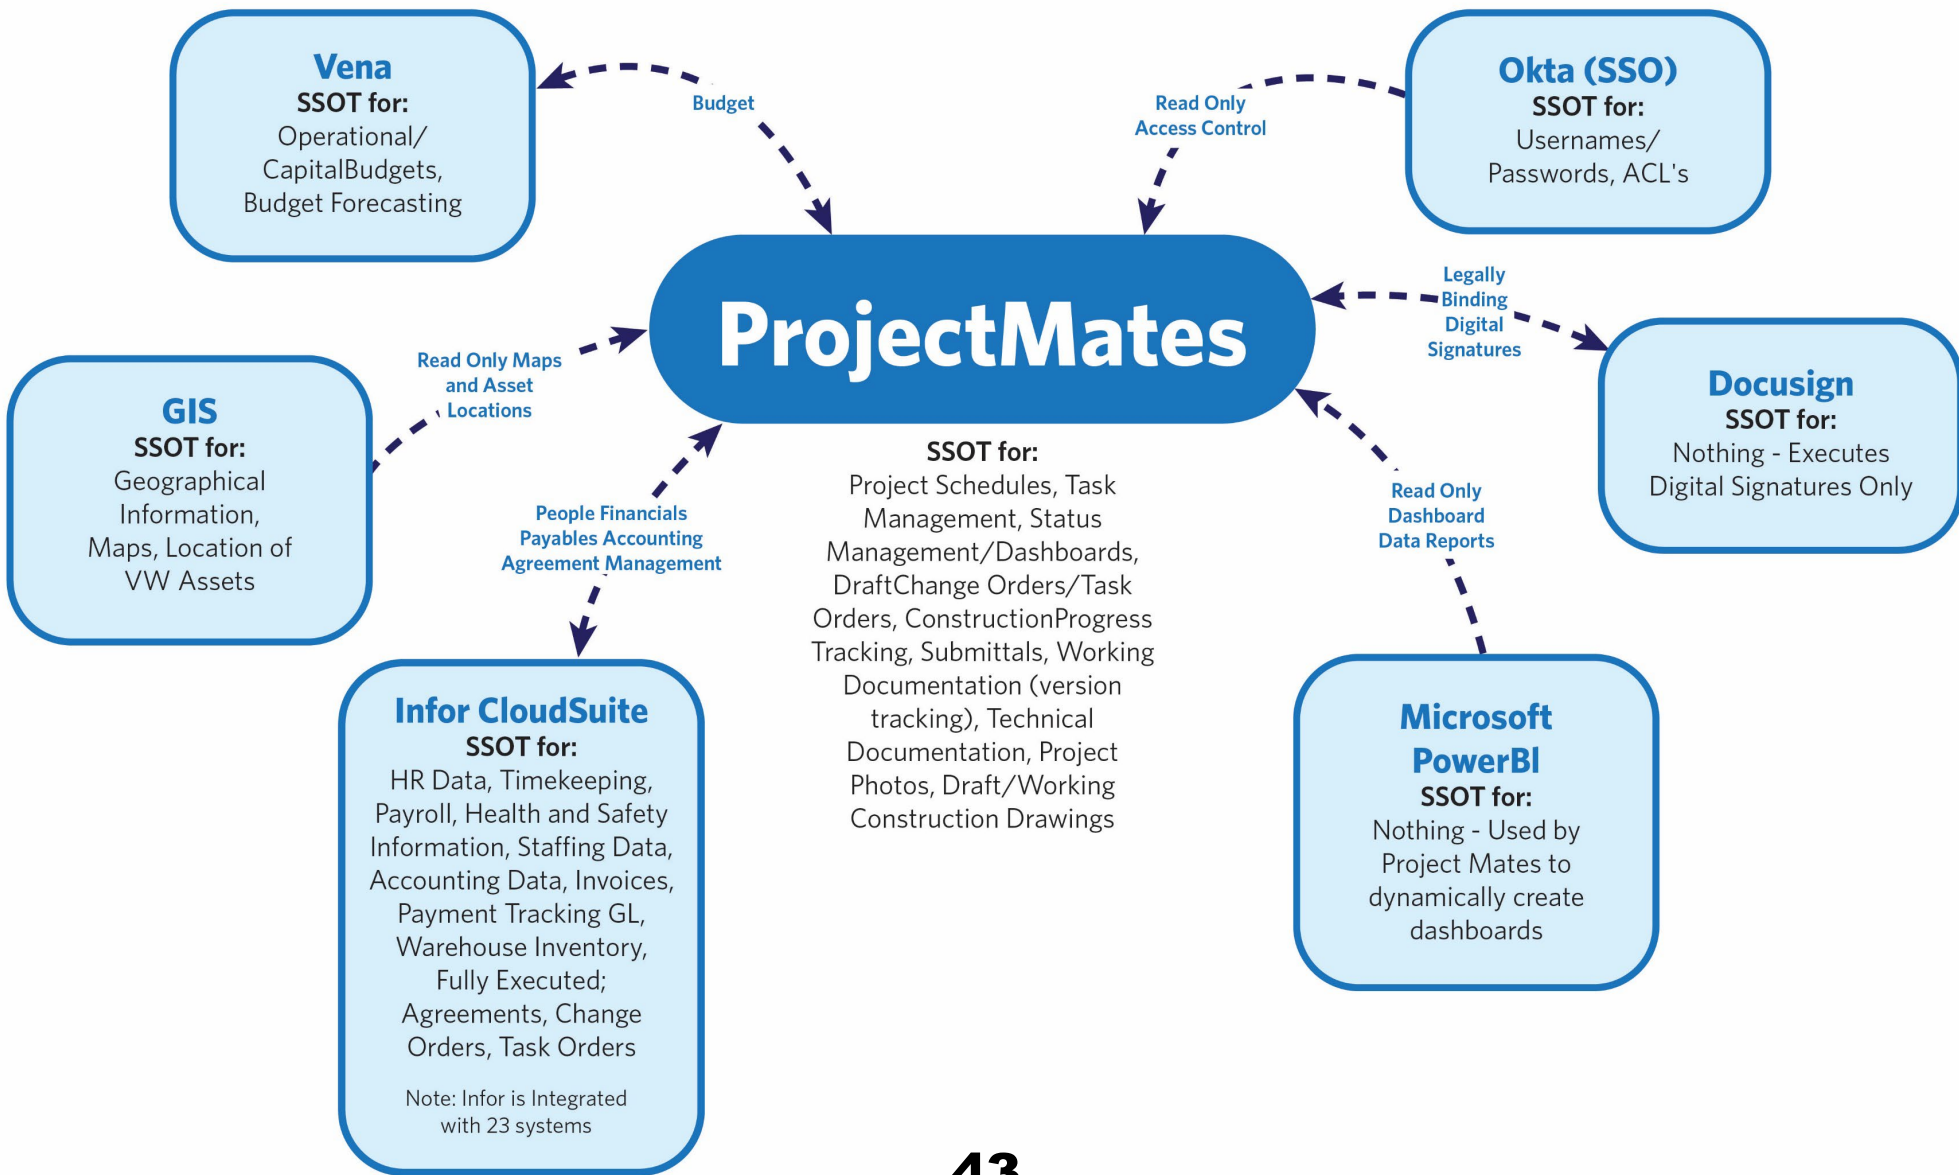 Vena
SSOT for:
Operational/
CapitalBudgets,
Budget Forecasting
Budget
Read Only
Access Control
Okta (SSO)
SSOT for:
Usernames/
Passwords, ACL's
ProjectMates
SSOT for:
Project Schedules, Task
Management, Status
Management/Dashboards,
DraftChange Orders/Task
Orders, ConstructionProgress
Tracking, Submittals, Working
Documentation (version
tracking), Technical
Documentation, Project
Photos, Draft/Working
Construction Drawings
Legally
Binding
Digital
Signatures
Docusign
SSOT for:
Nothing - Executes
Digital Signatures Only
Read Only Maps
and Asset
Locations
GIS
SSOT for:
Geographical
Information,
Maps, Location of
VW Assets
People Financials
Payables Accounting
Agreement Management
Infor CloudSuite
SSOT for:
HR Data, Timekeeping,
Payroll, Health and Safety
Information, Staffing Data,
Accounting Data, Invoices,
Payment Tracking GL,
Warehouse Inventory,
Fully Executed;
Agreements, Change
Orders, Task Orders
Note: Infor is Integrated
with 23 systems
Read Only
Dashboard
Data Reports
Microsoft
PowerBl
SSOT for:
Nothing - Used by
Project Mates to
dynamically create
dashboards
43